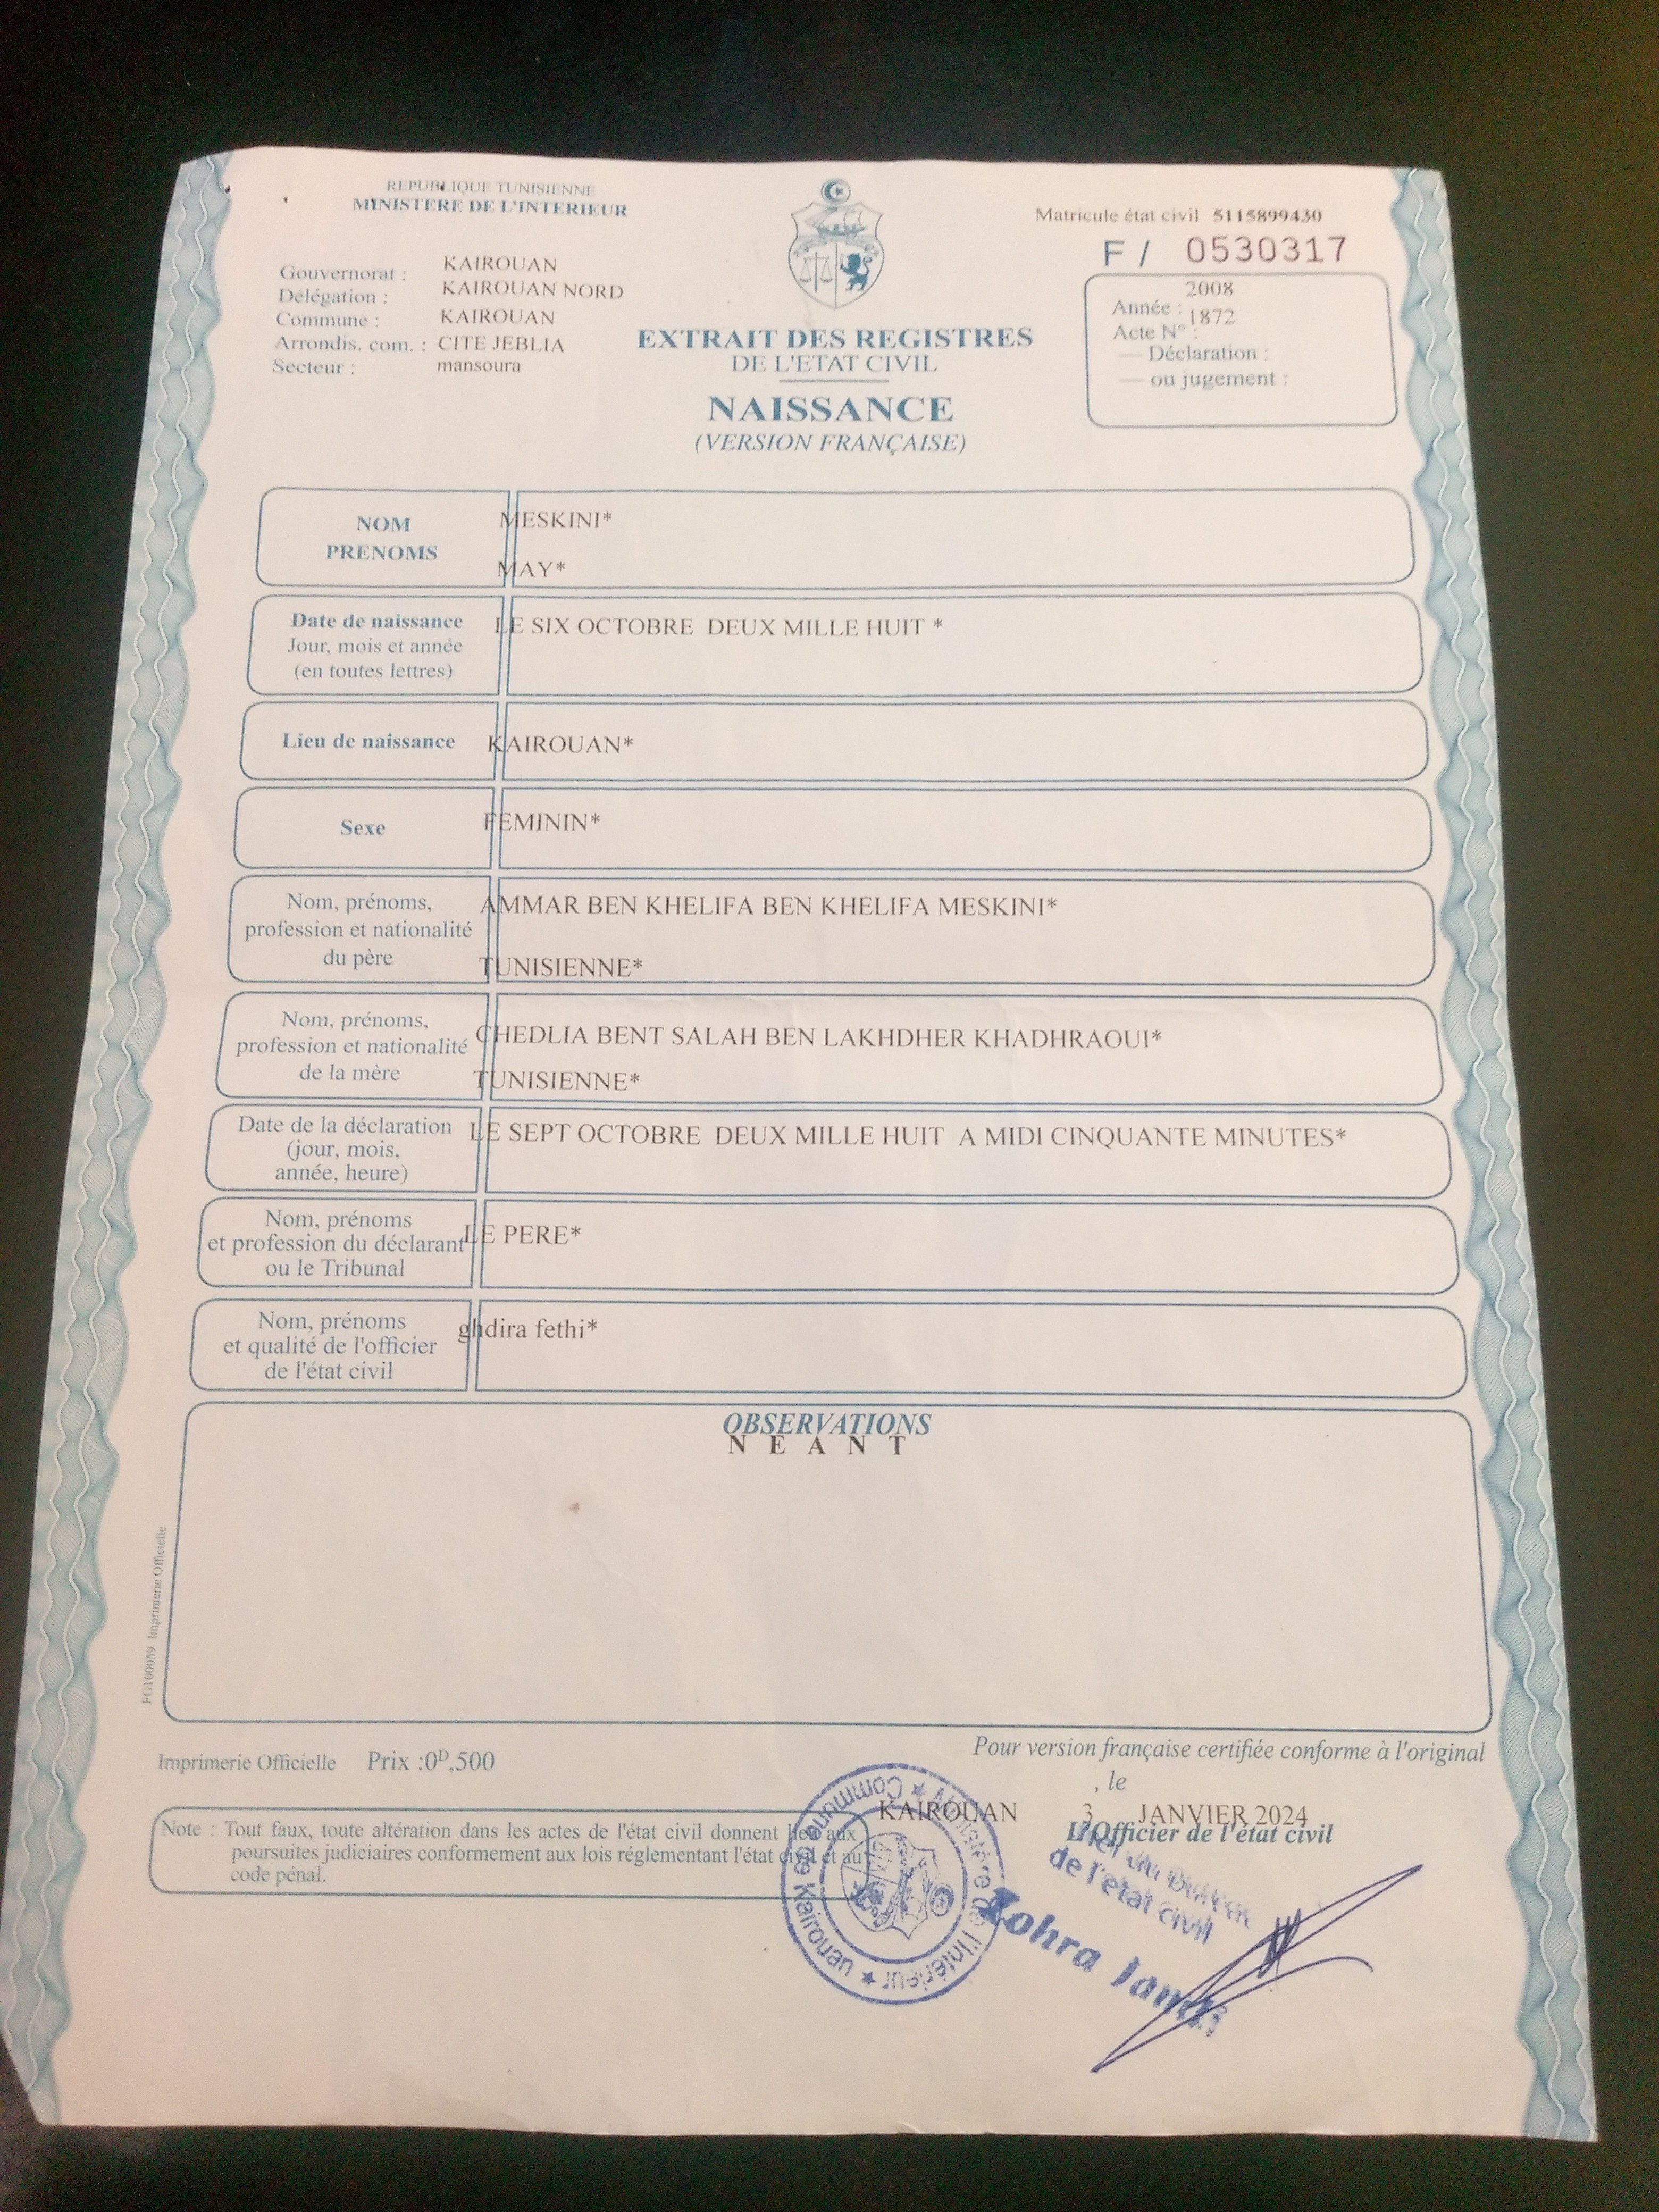 REPUBLIQUE TUNISIENNE
MINISTERE DE L'INTERIEUR
Matricule état civil 5115899430
F / 0530317
Gouvernorat : KAIROUAN
Délégation : KAIROUAN NORD
Commune : KAIROUAN
Arrondis. com. : CITE JEBLIA
Secteur : mansoura
2008
Année :
1872
Acte N° :
— Déclaration :
— ou jugement :
EXTRAIT DES REGISTRES
DE L'ETAT CIVIL
NAISSANCE
(VERSION FRANÇAISE)
NOM MESKINI*
PRENOMS MAY*
Date de naissance LE SIX OCTOBRE DEUX MILLE HUIT *
Jour, mois et année
(en toutes lettres)
Lieu de naissance KAIROUAN*
Sexe FEMININ*
Nom, prénoms, AMMAR BEN KHELIFA BEN KHELIFA MESKINI*
profession et nationalité
du père TUNISIENNE*
Nom, prénoms,
profession et nationalité CHEDLIA BENT SALAH BEN LAKHDHER KHADHRAOUI*
de la mère TUNISIENNE*
Date de la déclaration LE SEPT OCTOBRE DEUX MILLE HUIT A MIDI CINQUANTE MINUTES*
(jour, mois,
année, heure)
Nom, prénoms
et profession du déclarant LE PERE*
ou le Tribunal
Nom, prénoms ghdira fethi*
et qualité de l'officier
de l'état civil
OBSERVATIONS
N E A N T
FG100059 Imprimerie Officielle
Imprimerie Officielle Prix :0D,500
Pour version française certifiée conforme à l'original
, le
KAIROUAN 3 JANVIER 2024
L'Officier de l'état civil
Note : Tout faux, toute altération dans les actes de l'état civil donnent lieu aux
poursuites judiciaires conformement aux lois réglementant l'état civil et au
code pénal.
Commune de Kairouan ★ Ministère de l'Intérieur ★
du Bureau
de l'état civil
Zohra